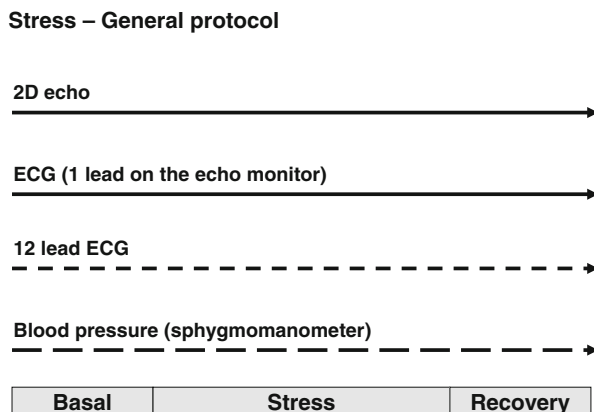 Stress – General protocol
2D echo
ECG (1 lead on the echo monitor)
12 lead ECG
Blood pressure (sphygmomanometer)
Basal Stress Recovery